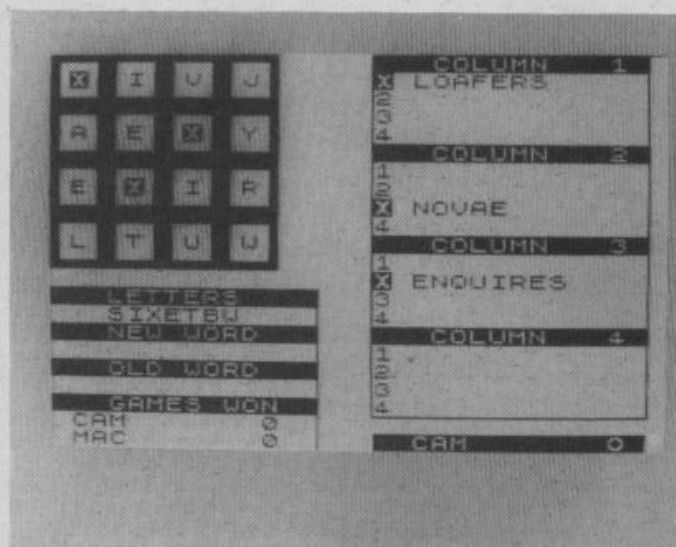 X I V J
A E X Y
E X I R
L T U W
LETTERS
SIXETBW
NEW WORD
OLD WORD
GAMES WON
CAM 0
MAC 0
COLUMN 1
X LOAFERS
2
3
4
COLUMN 2
1
2
X NOVAE
4
COLUMN 3
1
X ENQUIRES
3
4
COLUMN 4
1
2
3
4
CAM 0